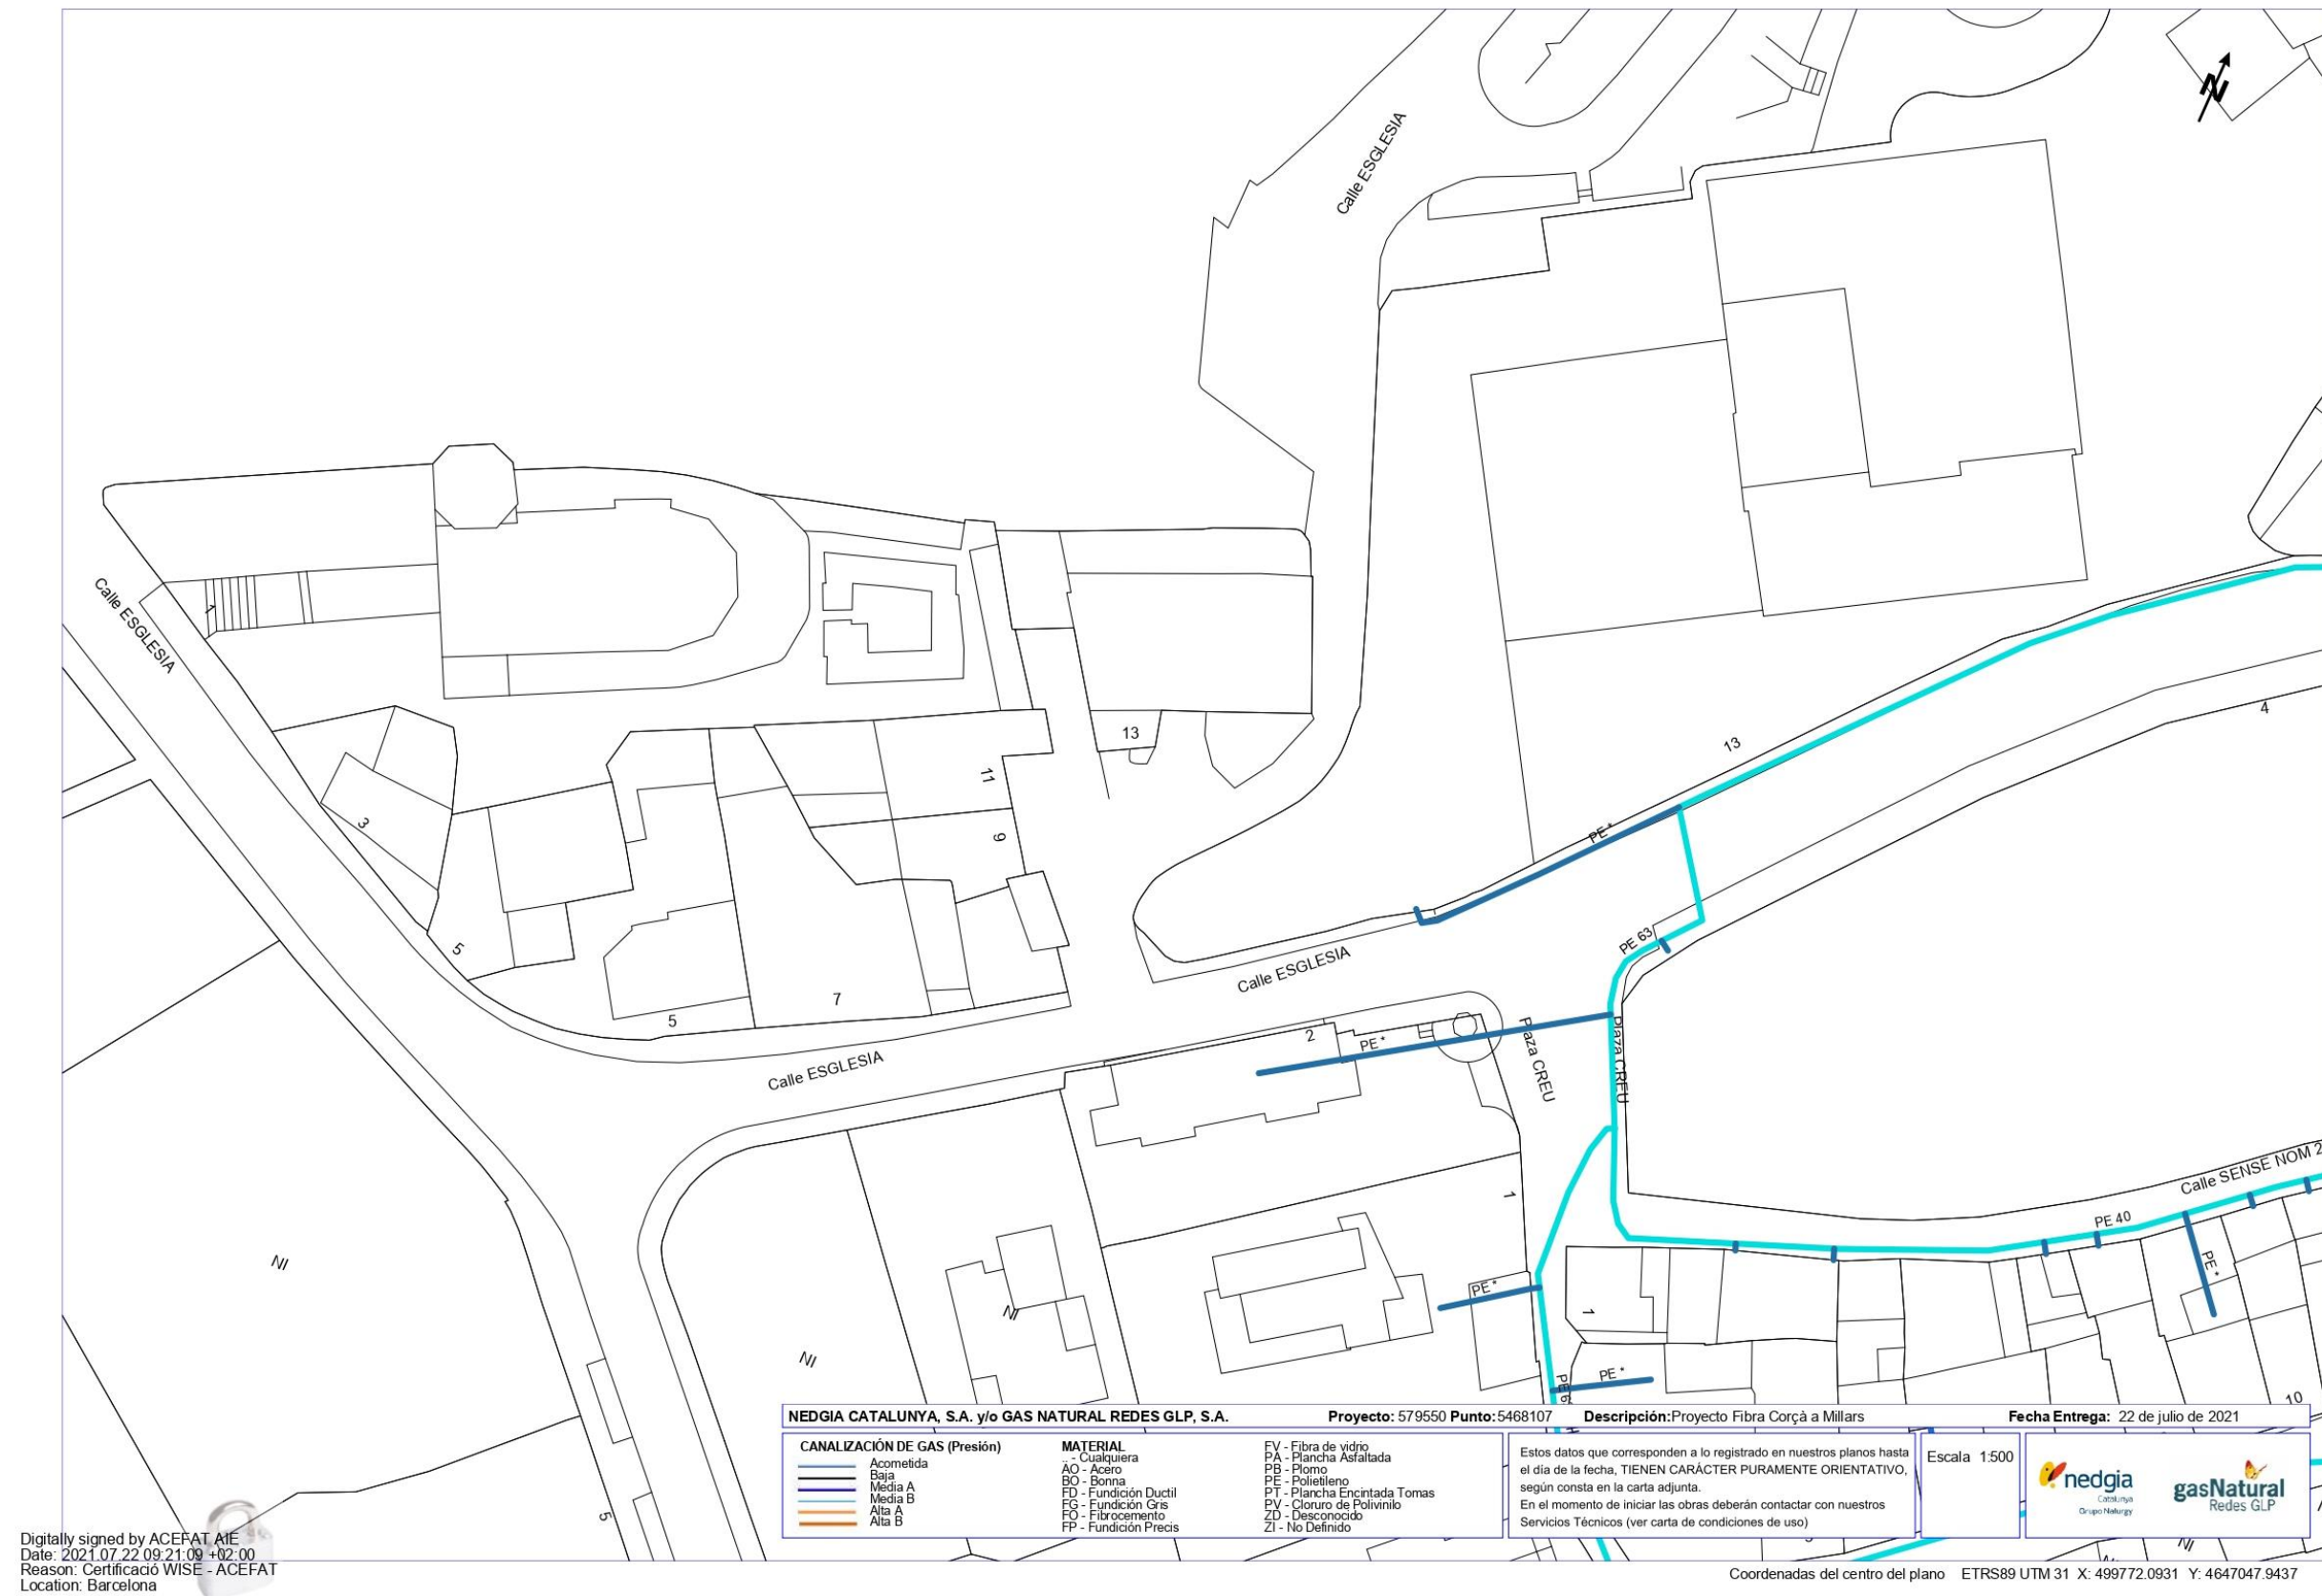 N
Calle ESGLESIA
Calle ESGLESIA
1
3
5
5
7
9
11
13
13
4
PE *
PE 63
Calle ESGLESIA
2
PE *
Plaza CREU
Plaza CREU
Calle ESGLESIA
1
Calle SENSE NOM 2
PE 40
PE *
PE *
1
PE *
PE 6
NI
NI
NI
10
5
NEDGIA CATALUNYA, S.A. y/o GAS NATURAL REDES GLP, S.A. Proyecto: 579550 Punto: 5468107 Descripción: Proyecto Fibra Corçà a Millars Fecha Entrega: 22 de julio de 2021
CANALIZACIÓN DE GAS (Presión)
Acometida
Baja
Media A
Media B
Alta A
Alta B
MATERIAL
.. - Cualquiera
AO - Acero
BO - Bonna
FD - Fundición Ductil
FG - Fundición Gris
FO - Fibrocemento
FP - Fundición Precis
FV - Fibra de vidrio
PA - Plancha Asfaltada
PB - Plomo
PE - Polietileno
PT - Plancha Encintada Tomas
PV - Cloruro de Polivinilo
ZD - Desconocido
ZI - No Definido
Estos datos que corresponden a lo registrado en nuestros planos hasta
el día de la fecha, TIENEN CARÁCTER PURAMENTE ORIENTATIVO,
según consta en la carta adjunta.
En el momento de iniciar las obras deberán contactar con nuestros
Servicios Técnicos (ver carta de condiciones de uso)
Escala 1:500
nedgia
Catalunya
Grupo Naturgy
gasNatural
Redes GLP
NI
Digitally signed by ACEFAT AIE
Date: 2021.07.22 09:21:09 +02:00
Reason: Certificació WISE - ACEFAT
Location: Barcelona
Coordenadas del centro del plano ETRS89 UTM 31 X: 499772.0931 Y: 4647047.9437